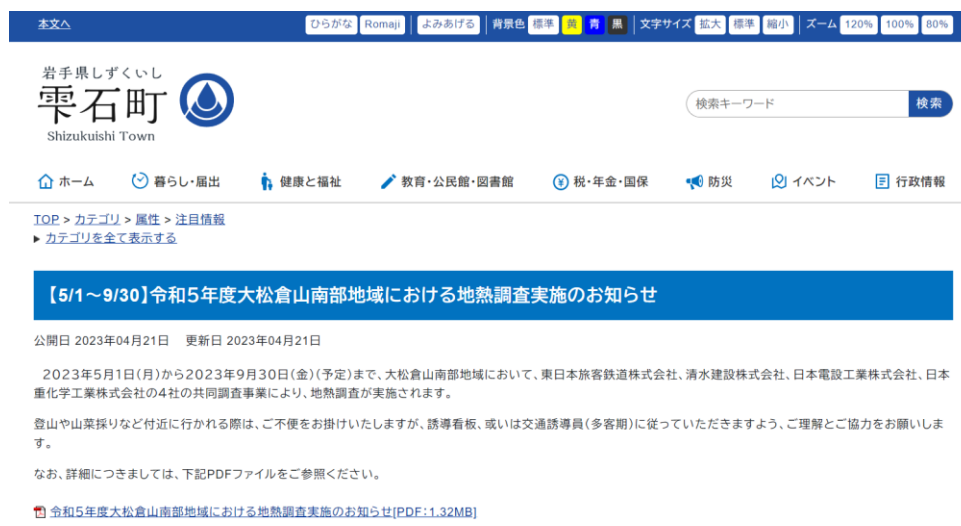 本文へ ひらがな Romaji よみあげる 背景色 標準 黄 青 黒 文字サイズ 拡大 標準 縮小 ズーム 120% 100% 80%
岩手県しずくいし
雫石町
Shizukuishi Town
検索キーワード 検索
ホーム 暮らし・届出 健康と福祉 教育・公民館・図書館 税・年金・国保 防災 イベント 行政情報
TOP > カテゴリ > 属性 > 注目情報
▶ カテゴリを全て表示する
【5/1～9/30】令和5年度大松倉山南部地域における地熱調査実施のお知らせ
公開日 2023年04月21日 更新日 2023年04月21日
2023年5月1日(月)から2023年9月30日(金)(予定)まで、大松倉山南部地域において、東日本旅客鉄道株式会社、清水建設株式会社、日本電設工業株式会社、日本
重化学工業株式会社の4社の共同調査事業により、地熱調査が実施されます。
登山や山菜採りなど付近に行かれる際は、ご不便をお掛けいたしますが、誘導看板、或いは交通誘導員(多客期)に従っていただきますよう、ご理解とご協力をお願いしま
す。
なお、詳細につきましては、下記PDFファイルをご参照ください。
令和5年度大松倉山南部地域における地熱調査実施のお知らせ[PDF:1.32MB]